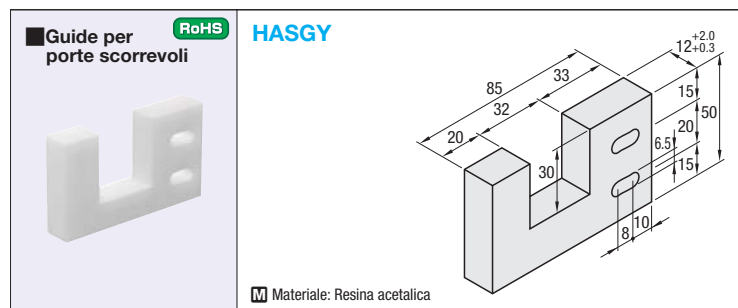 ■Guide per
porte scorrevoli
RoHS
HASGY
12 +2.0
+0.3
85
33
32
20
15
50
20
6.5
15
30
8
10
M Materiale: Resina acetalica